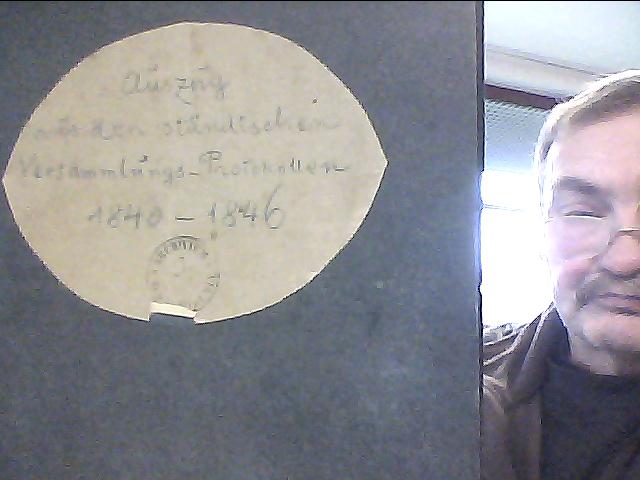 Auszug
aus den ständischen
Versammlungs-Protokollen
1840 – 1846